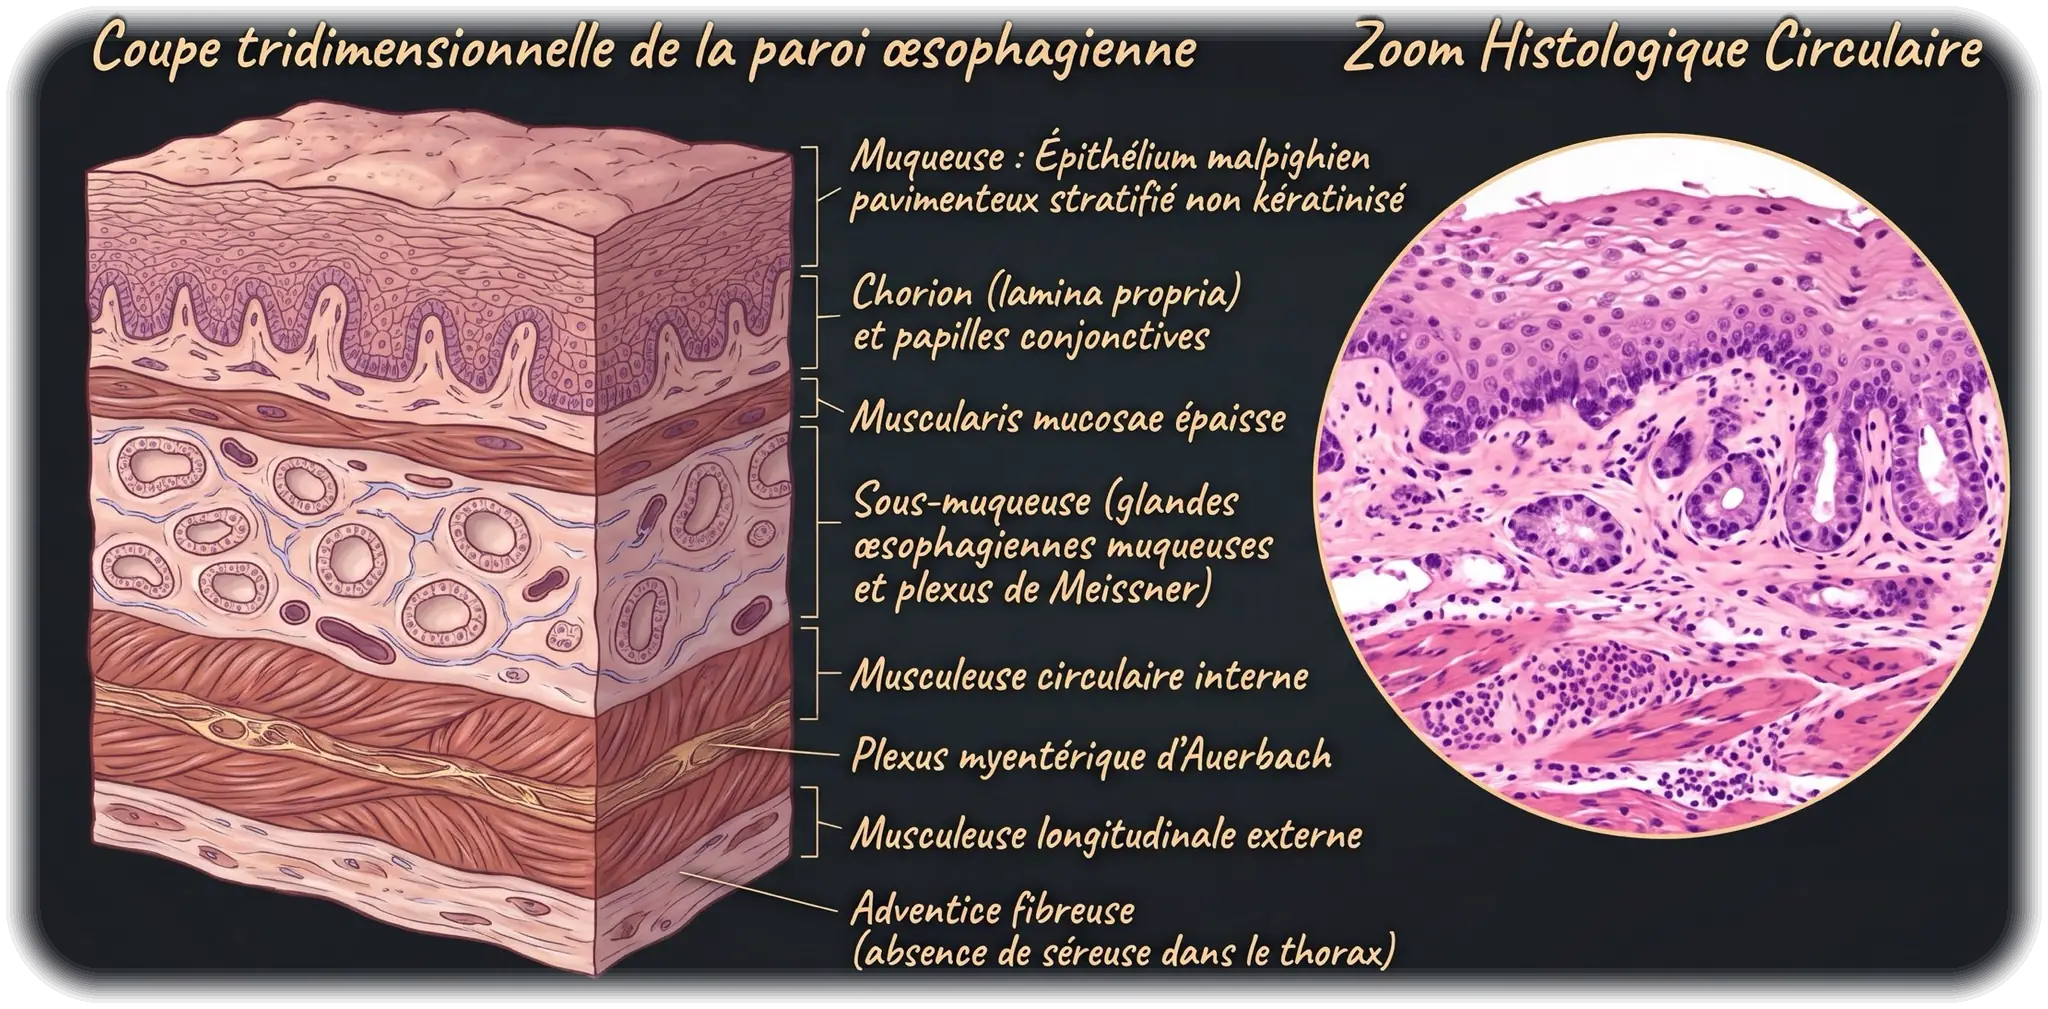 Coupe tridimensionnelle de la paroi œsophagienne
Zoom Histologique Circulaire
Muqueuse : Épithélium malpighien
pavimenteux stratifié non kératinisé
Chorion (lamina propria)
et papilles conjonctives
Muscularis mucosae épaisse
Sous-muqueuse (glandes
œsophagiennes muqueuses
et plexus de Meissner)
Musculeuse circulaire interne
Plexus myentérique d'Auerbach
Musculeuse longitudinale externe
Adventice fibreuse
(absence de séreuse dans le thorax)